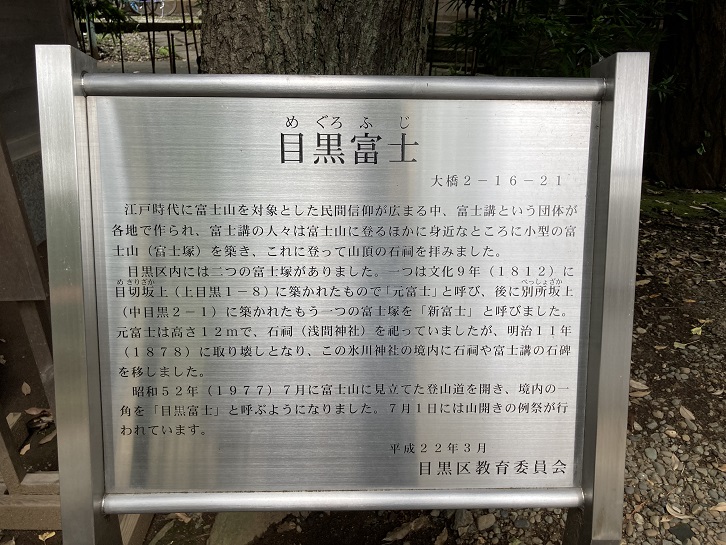 めぐろふじ
目黒富士
大橋２－１６－２１
江戸時代に富士山を対象とした民間信仰が広まる中、富士講という団体が
各地で作られ、富士講の人々は富士山に登るほかに身近なところに小型の富
士山（富士塚）を築き、これに登って山頂の石祠を拝みました。
目黒区内には二つの富士塚がありました。一つは文化９年（１８１２）に
めきりざか
べっしょざか
目切坂上（上目黒１－８）に築かれたもので「元富士」と呼び、後に別所坂上
（中目黒２－１）に築かれたもう一つの富士塚を「新富士」と呼びました。
元富士は高さ１２ｍで、石祠（浅間神社）を祀っていましたが、明治１１年
（１８７８）に取り壊しとなり、この氷川神社の境内に石祠や富士講の石碑
を移しました。
昭和５２年（１９７７）７月に富士山に見立てた登山道を開き、境内の一
角を「目黒富士」と呼ぶようになりました。７月１日には山開きの例祭が行
われています。
平成２２年３月
目黒区教育委員会